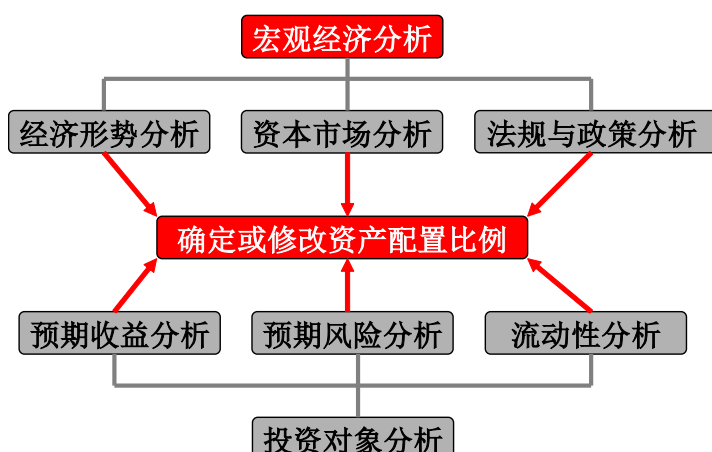 宏观经济分析
经济形势分析
资本市场分析
法规与政策分析
确定或修改资产配置比例
预期收益分析
预期风险分析
流动性分析
投资对象分析